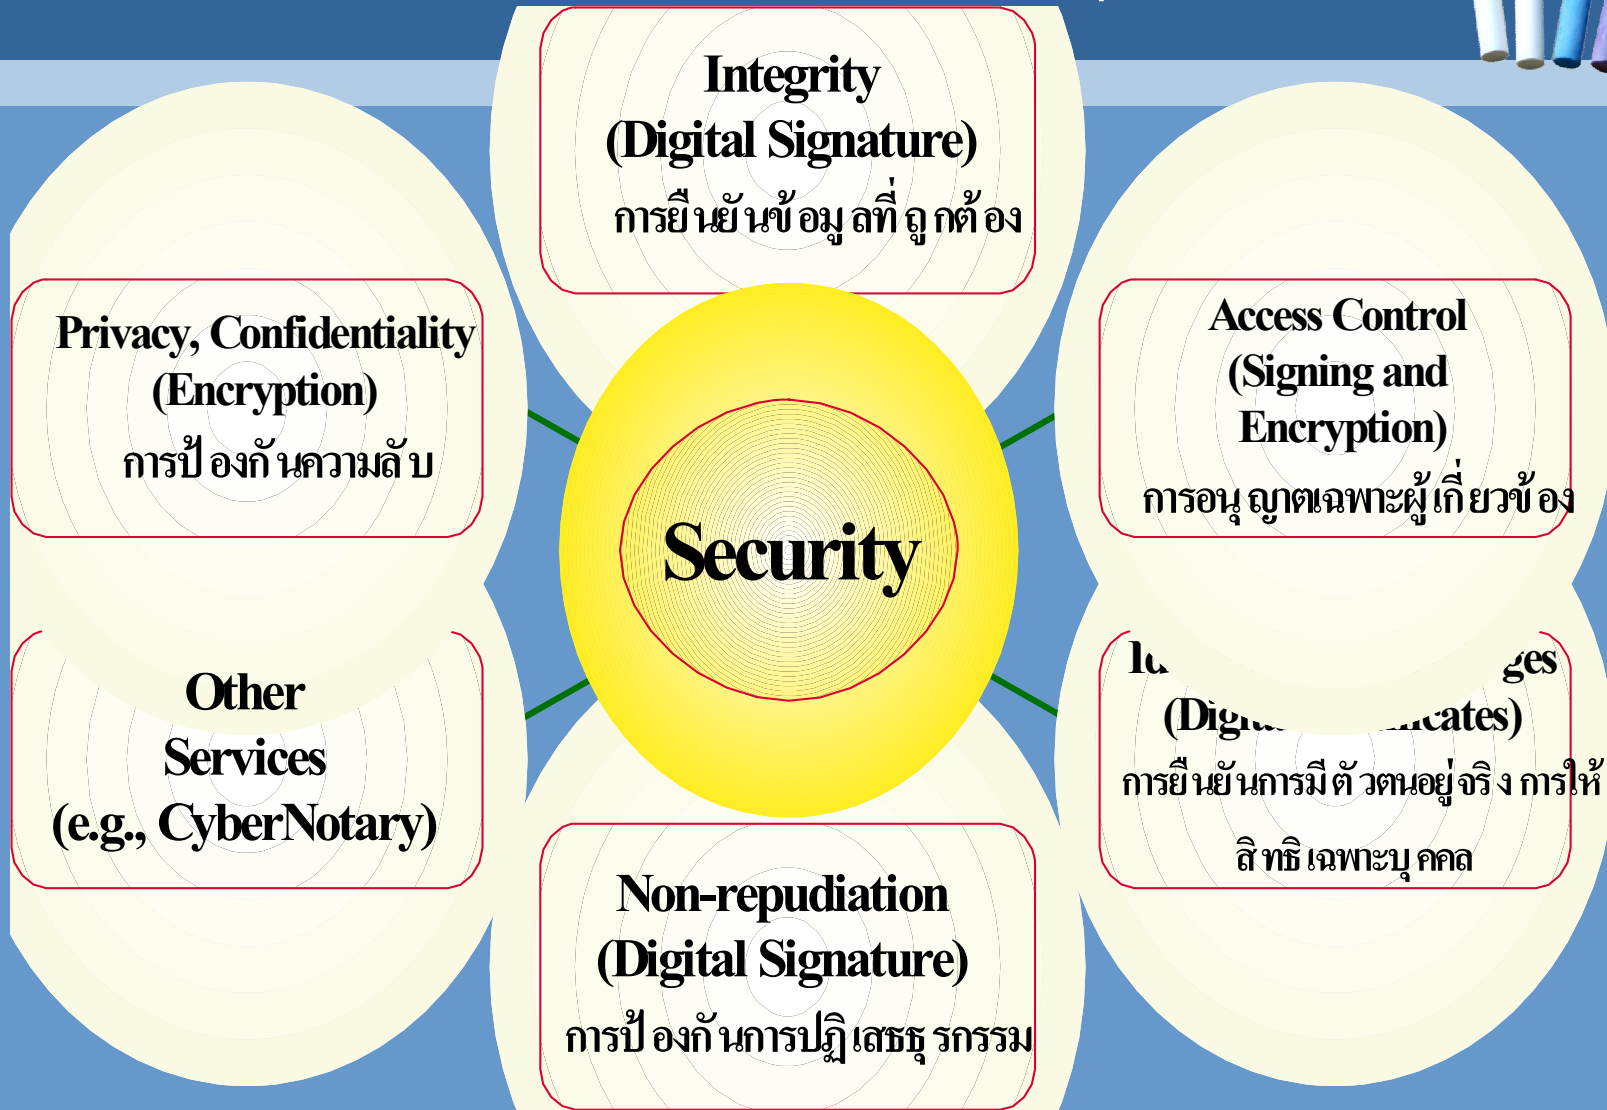 Integrity
(Digital Signature)
การยืนยันข้อมูลที่ถูกต้อง
Privacy, Confidentiality
(Encryption)
การป้องกันความลับ
Access Control
(Signing and
Encryption)
การอนุญาตเฉพาะผู้เกี่ยวข้อง
Security
Other
Services
(e.g., CyberNotary)
การยืนยันการมีตัวตนอยู่จริง การให้
สิทธิเฉพาะบุคคล
Non-repudiation
(Digital Signature)
การป้องกันการปฏิเสธธุรกรรม